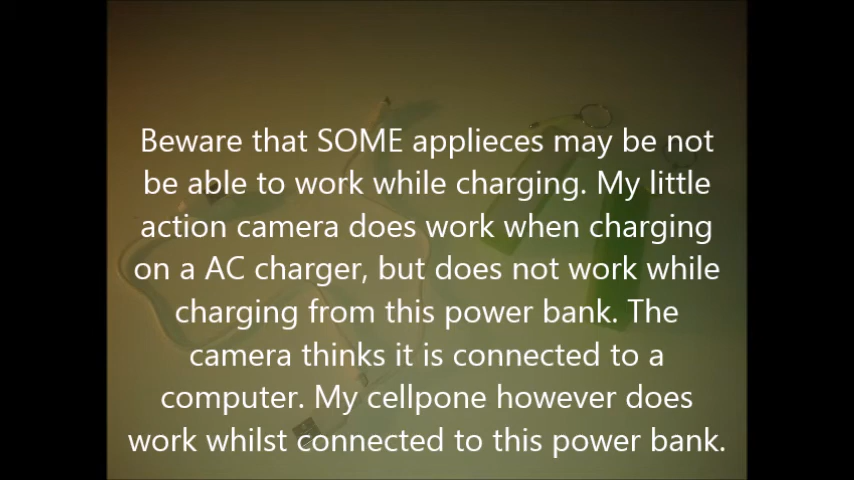 Beware that SOME applieces may be not
be able to work while charging. My little
action camera does work when charging
on a AC charger, but does not work while
charging from this power bank. The
camera thinks it is connected to a
computer. My cellpone however does
work whilst connected to this power bank.